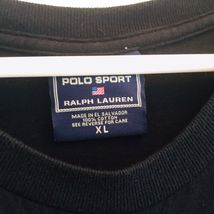 POLO SPORT
RALPH LAUREN
MADE IN EL SALVADOR
100% COTTON
SEE REVERSE FOR CARE
XL